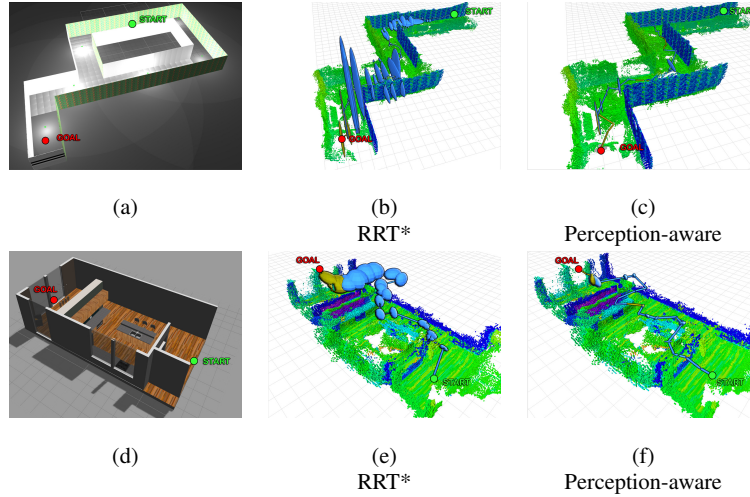 START
GOAL
START
GOAL
START
GOAL
(a)
(b)
(c)
RRT*
Perception-aware
GOAL
START
GOAL
START
GOAL
START
(d)
(e)
(f)
RRT*
Perception-aware